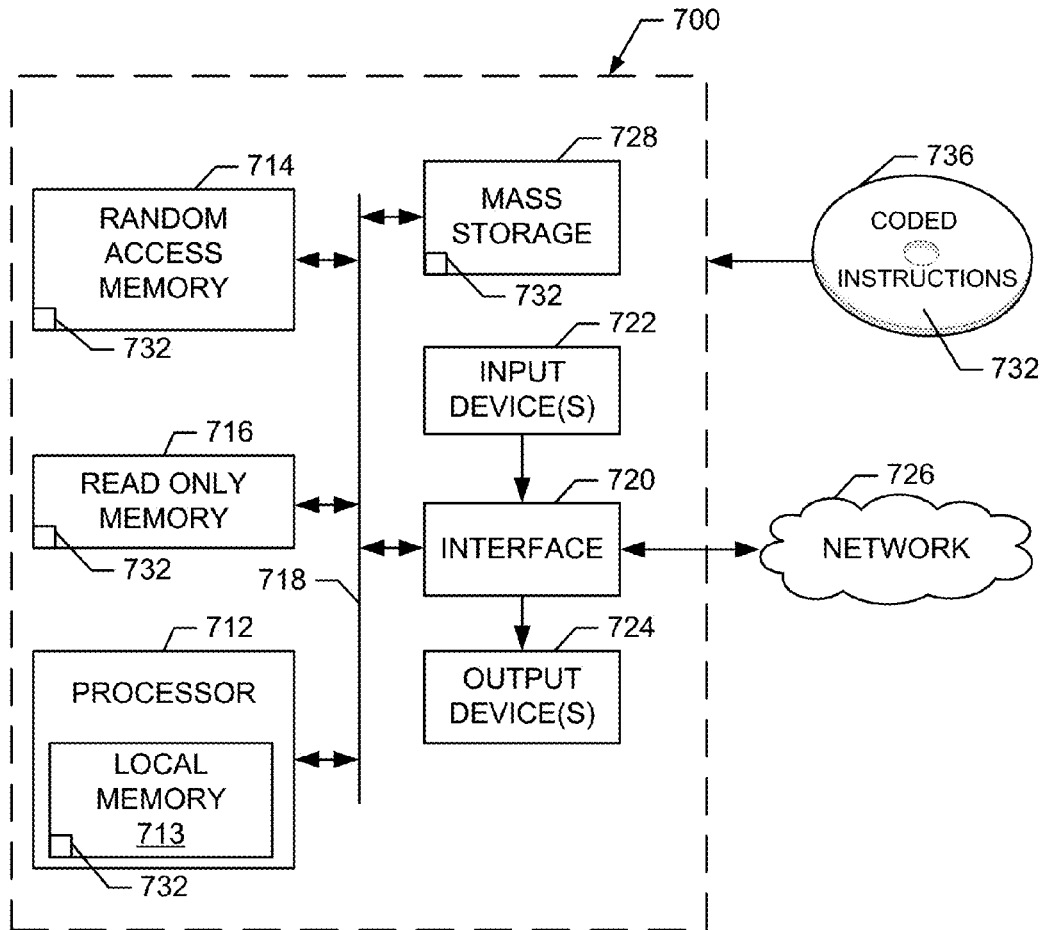 700
714
RANDOM
ACCESS
MEMORY
732
728
MASS
STORAGE
732
736
CODED
INSTRUCTIONS
732
722
INPUT
DEVICE(S)
716
READ ONLY
MEMORY
732
720
INTERFACE
726
NETWORK
718
712
PROCESSOR
LOCAL
MEMORY
713
732
724
OUTPUT
DEVICE(S)